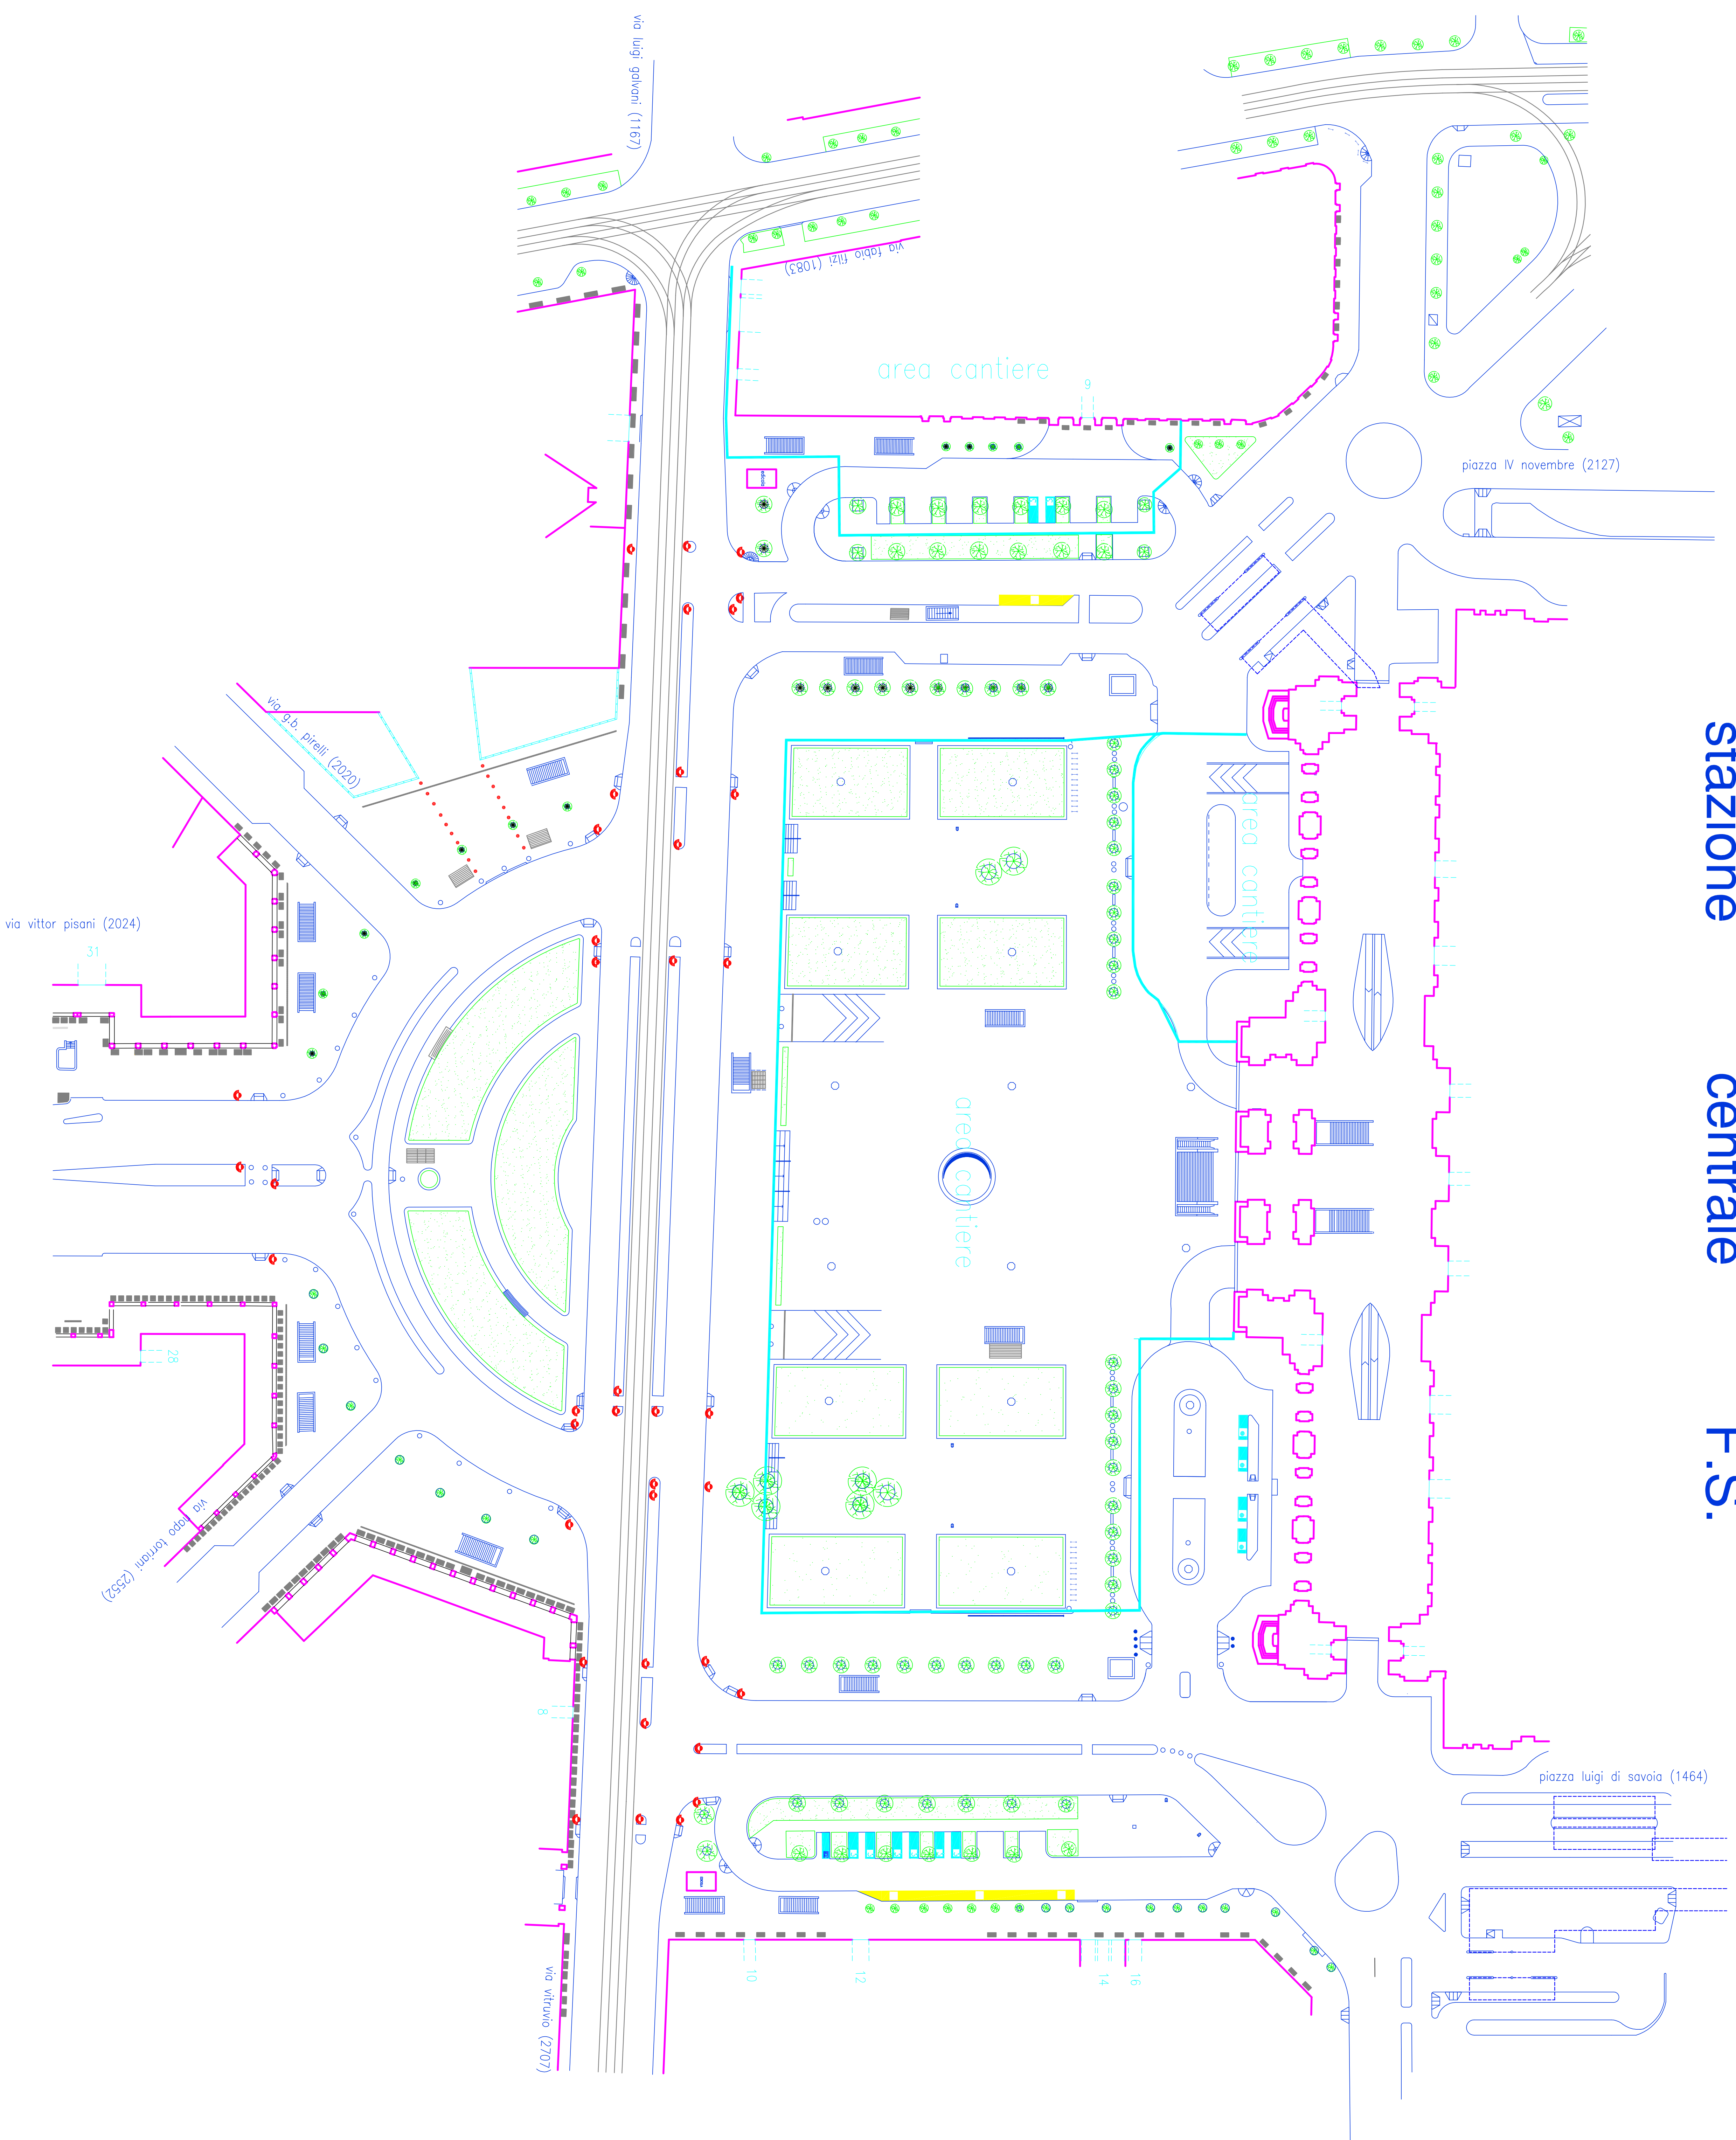 via luigi galvani (1167)
via fabio filzi (1083)
area cantiere
9
piazza IV novembre (2127)
edicola
via g.b. pirelli (2020)
stazione centrale F.S.
area cantiere
via vittor pisani (2024)
31
area cantiere
28
via napo torriani (2552)
8
piazza luigi di savoia (1464)
10
12
14
16
via vitruvio (2707)